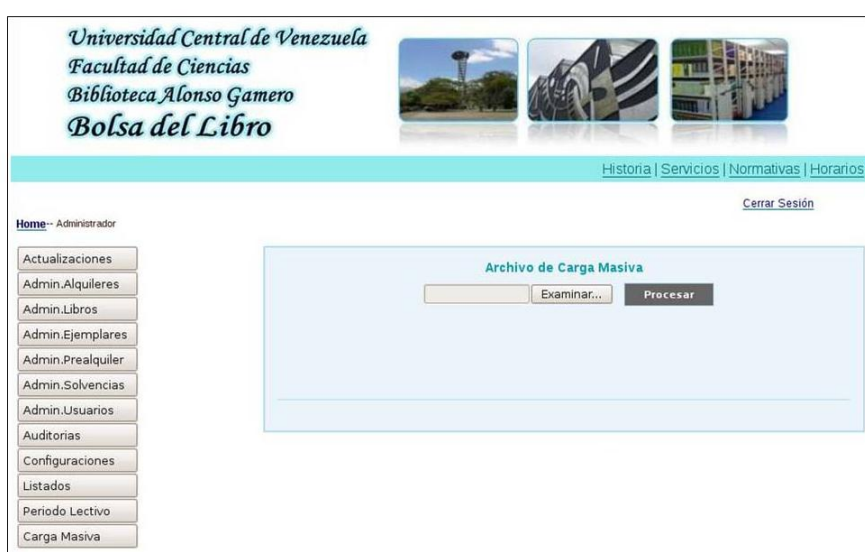 Universidad Central de Venezuela
Facultad de Ciencias
Biblioteca Alonso Gamero
Bolsa del Libro
Historia | Servicios | Normativas | Horarios
Cerrar Sesión
Home-- Administrador
Actualizaciones
Admin.Alquileres
Admin.Libros
Admin.Ejemplares
Admin.Prealquiler
Admin.Solvencias
Admin.Usuarios
Auditorias
Configuraciones
Listados
Periodo Lectivo
Carga Masiva
Archivo de Carga Masiva
Examinar... Procesar